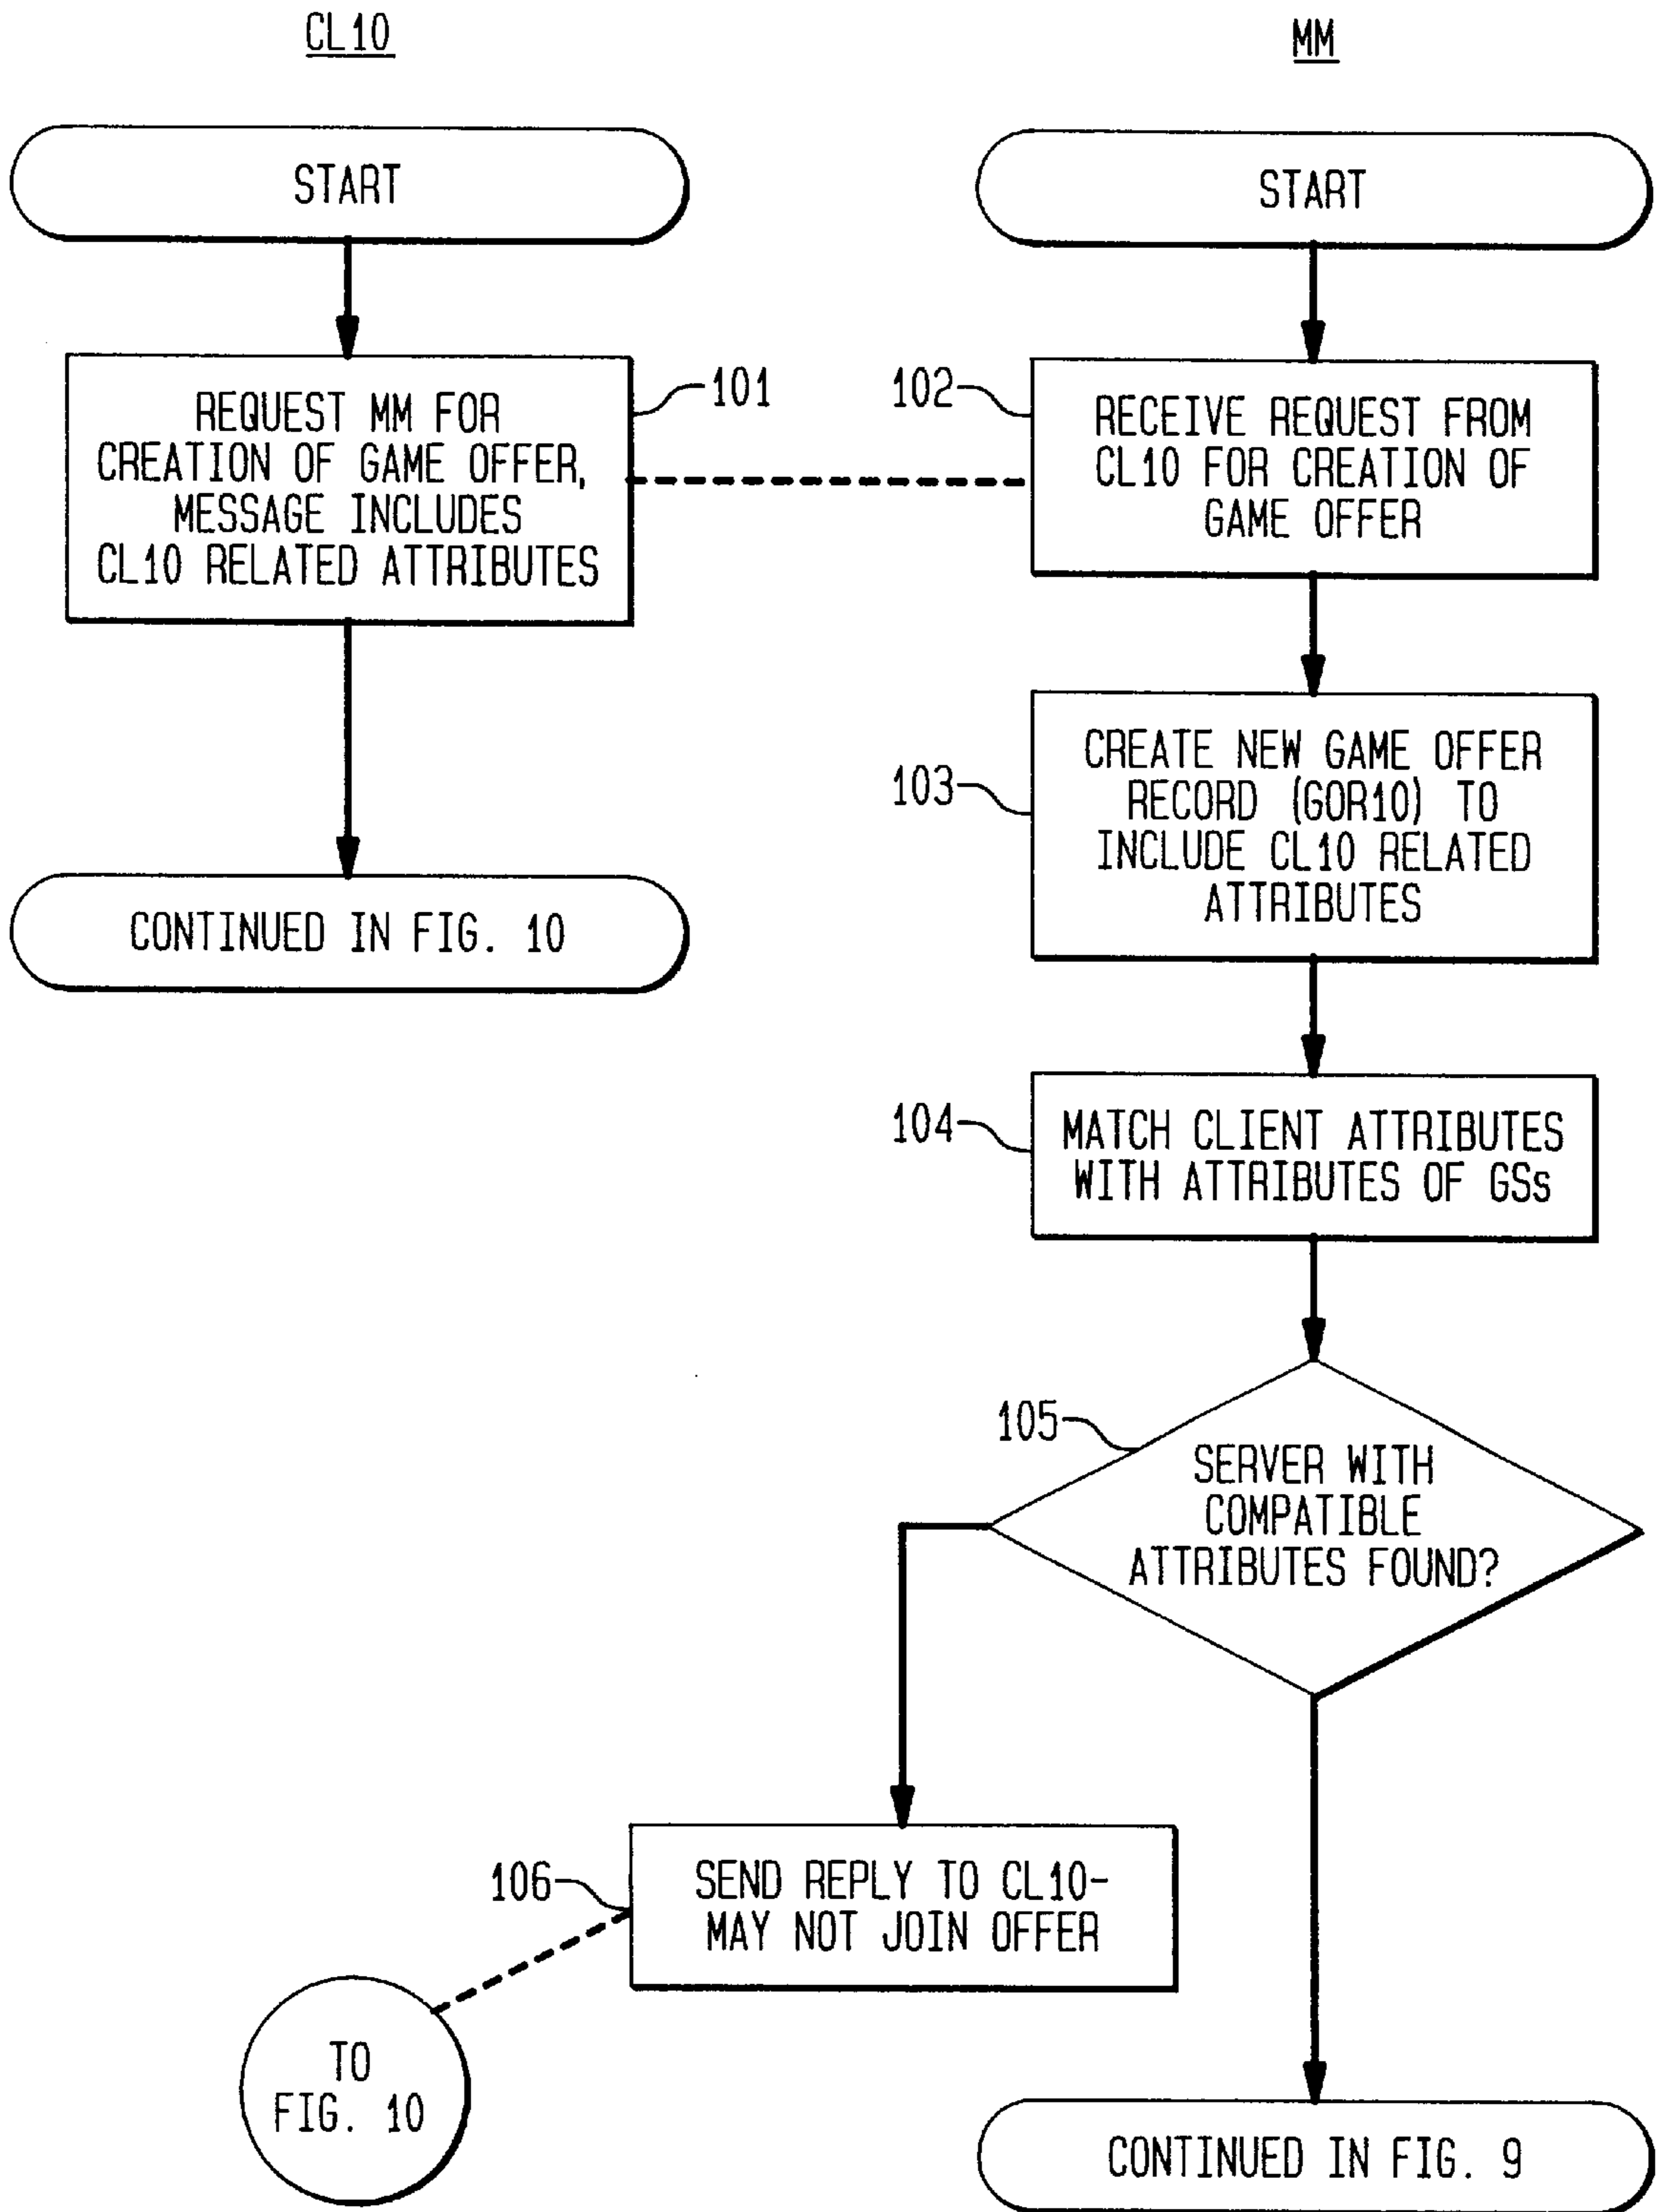 CL10
MM
START
START
REQUEST MM FOR
CREATION OF GAME OFFER,
MESSAGE INCLUDES
CL10 RELATED ATTRIBUTES
101
102
RECEIVE REQUEST FROM
CL10 FOR CREATION OF
GAME OFFER
CONTINUED IN FIG. 10
103
CREATE NEW GAME OFFER
RECORD (GOR10) TO
INCLUDE CL10 RELATED
ATTRIBUTES
104
MATCH CLIENT ATTRIBUTES
WITH ATTRIBUTES OF GSs
105
SERVER WITH
COMPATIBLE
ATTRIBUTES FOUND?
106
SEND REPLY TO CL10-
MAY NOT JOIN OFFER
TO
FIG. 10
CONTINUED IN FIG. 9